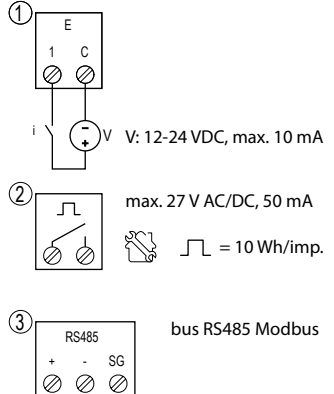 1
E
1 C
i
V
V: 12-24 VDC, max. 10 mA
2
max. 27 V AC/DC, 50 mA
= 10 Wh/imp.
3
RS485
bus RS485 Modbus
+ - SG